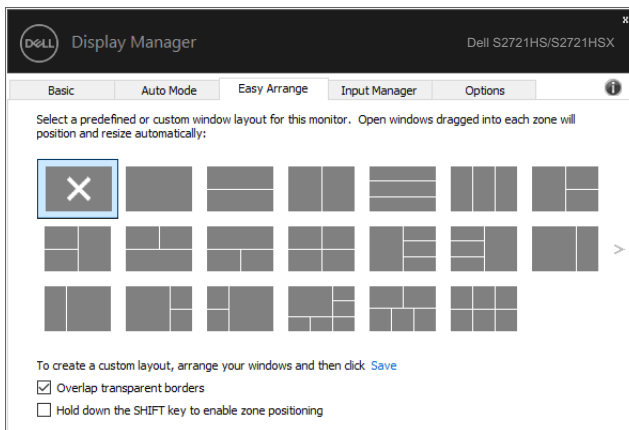 x
DELL Display Manager Dell S2721HS/S2721HSX
Basic Auto Mode Easy Arrange Input Manager Options i
Select a predefined or custom window layout for this monitor. Open windows dragged into each zone will
position and resize automatically:
>
To create a custom layout, arrange your windows and then click Save
Overlap transparent borders
Hold down the SHIFT key to enable zone positioning